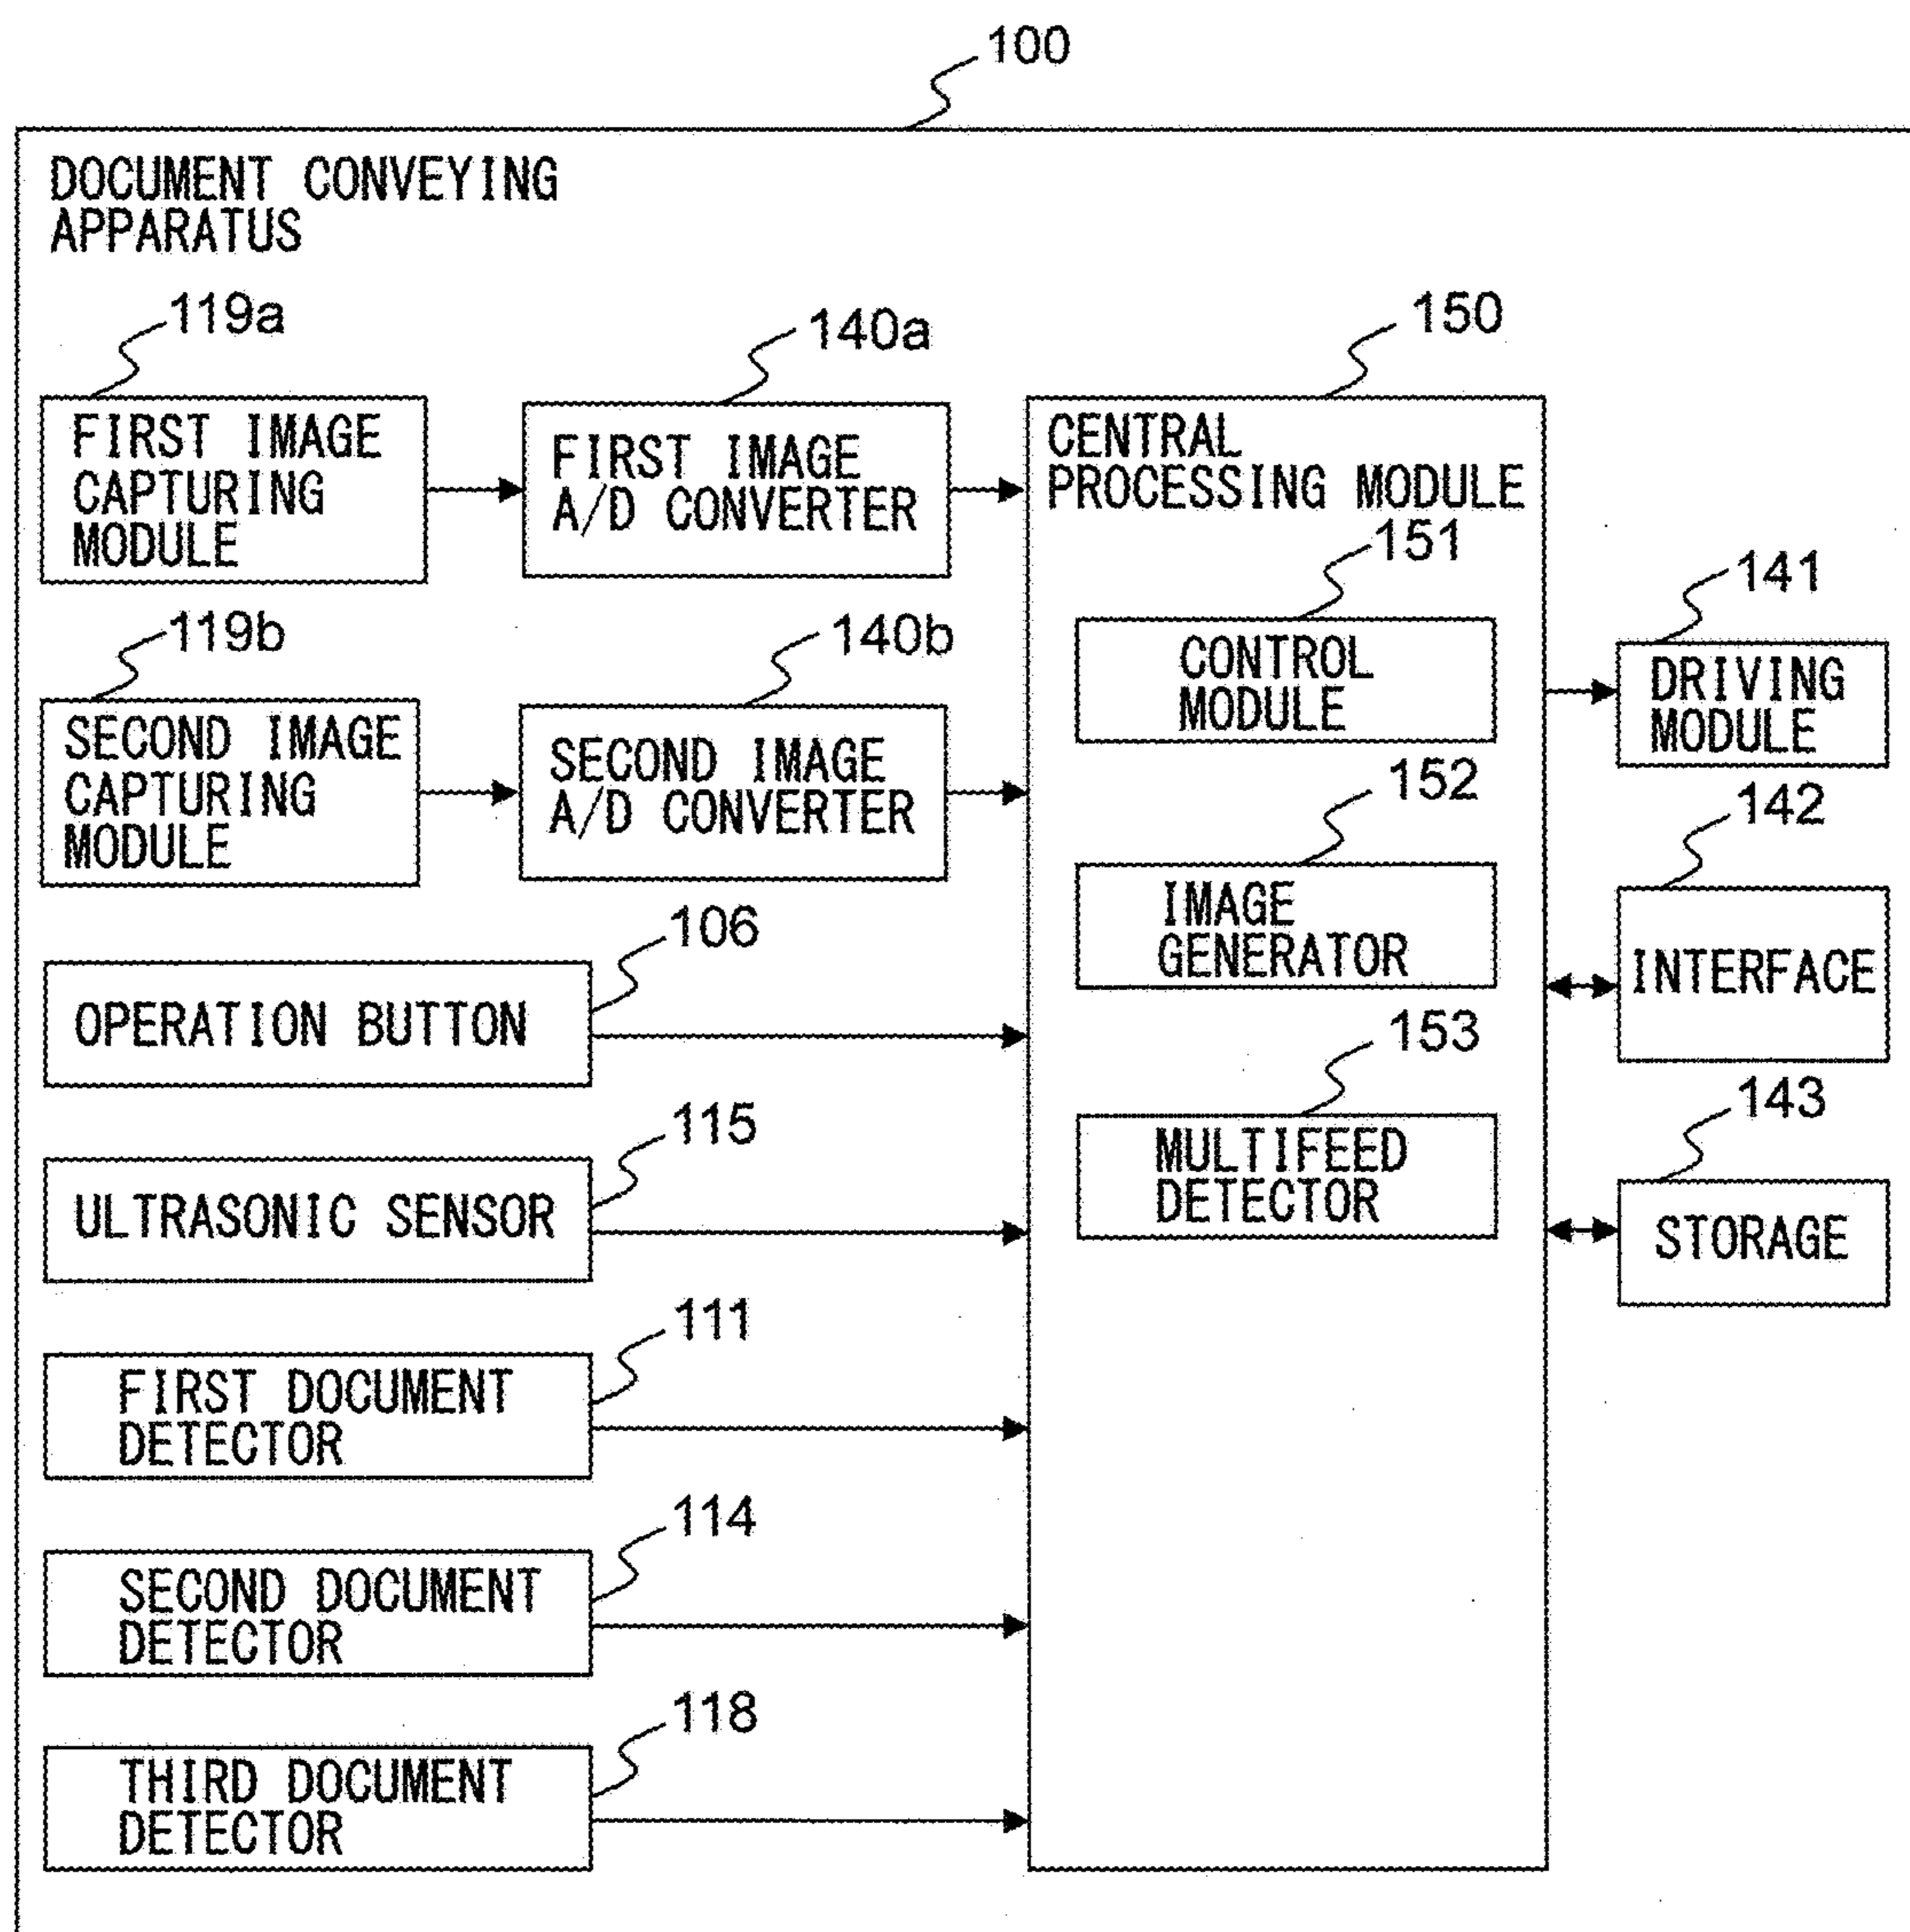 100
DOCUMENT CONVEYING
APPARATUS
119a
FIRST IMAGE
CAPTURING
MODULE
140a
FIRST IMAGE
A/D CONVERTER
150
CENTRAL
PROCESSING MODULE
151
CONTROL
MODULE
141
DRIVING
MODULE
119b
SECOND IMAGE
CAPTURING
MODULE
140b
SECOND IMAGE
A/D CONVERTER
152
IMAGE
GENERATOR
142
INTERFACE
106
OPERATION BUTTON
153
MULTIFEED
DETECTOR
143
STORAGE
115
ULTRASONIC SENSOR
111
FIRST DOCUMENT
DETECTOR
114
SECOND DOCUMENT
DETECTOR
118
THIRD DOCUMENT
DETECTOR